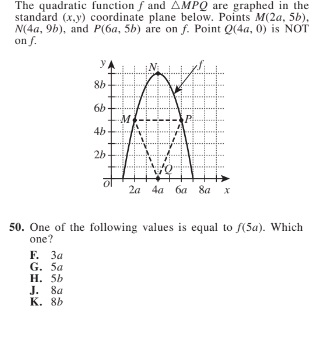 The quadratic function f and △MPQ are graphed in the
standard (x,y) coordinate plane below. Points M(2a, 5b),
N(4a, 9b), and P(6a, 5b) are on f. Point Q(4a, 0) is NOT
on f.
y
N
f
8b
6b
M
P
4b
2b
Q
O
2a 4a 6a 8a x
50. One of the following values is equal to f(5a). Which
one?
F. 3a
G. 5a
H. 5b
J. 8a
K. 8b